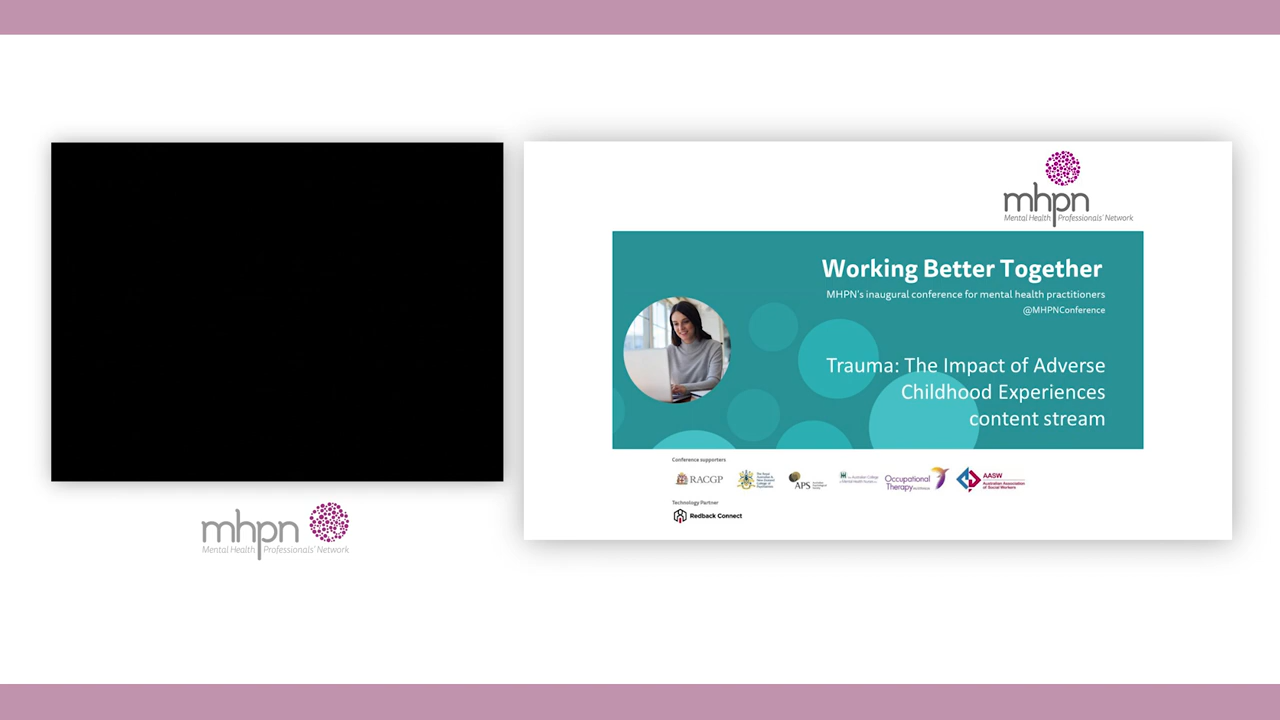 mhpn
Mental Health Professionals' Network
mhpn
Mental Health Professionals' Network
Working Better Together
MHPN's inaugural conference for mental health practitioners
@MHPNConference
Trauma: The Impact of Adverse
Childhood Experiences
content stream
Conference supporters
RACGP
APS
Occupational
Therapy
AASW
Australian Association
of Social Workers
Technology Partner
Redback Connect